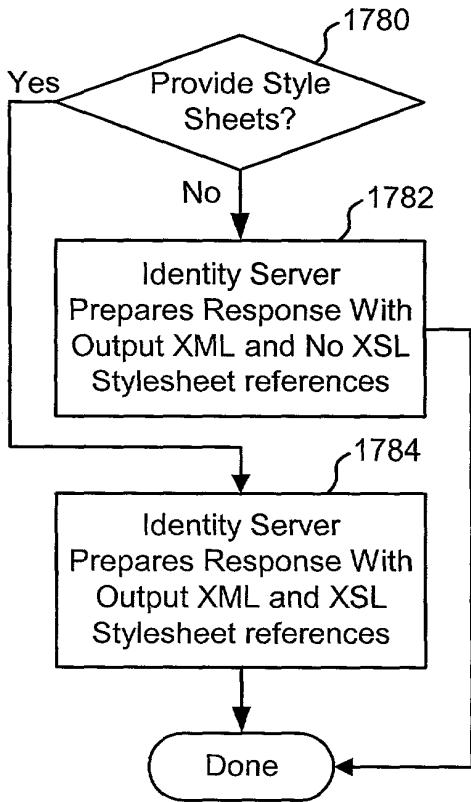 1780
Yes
Provide Style
Sheets?
No
1782
Identity Server
Prepares Response With
Output XML and No XSL
Stylesheet references
1784
Identity Server
Prepares Response With
Output XML and XSL
Stylesheet references
Done